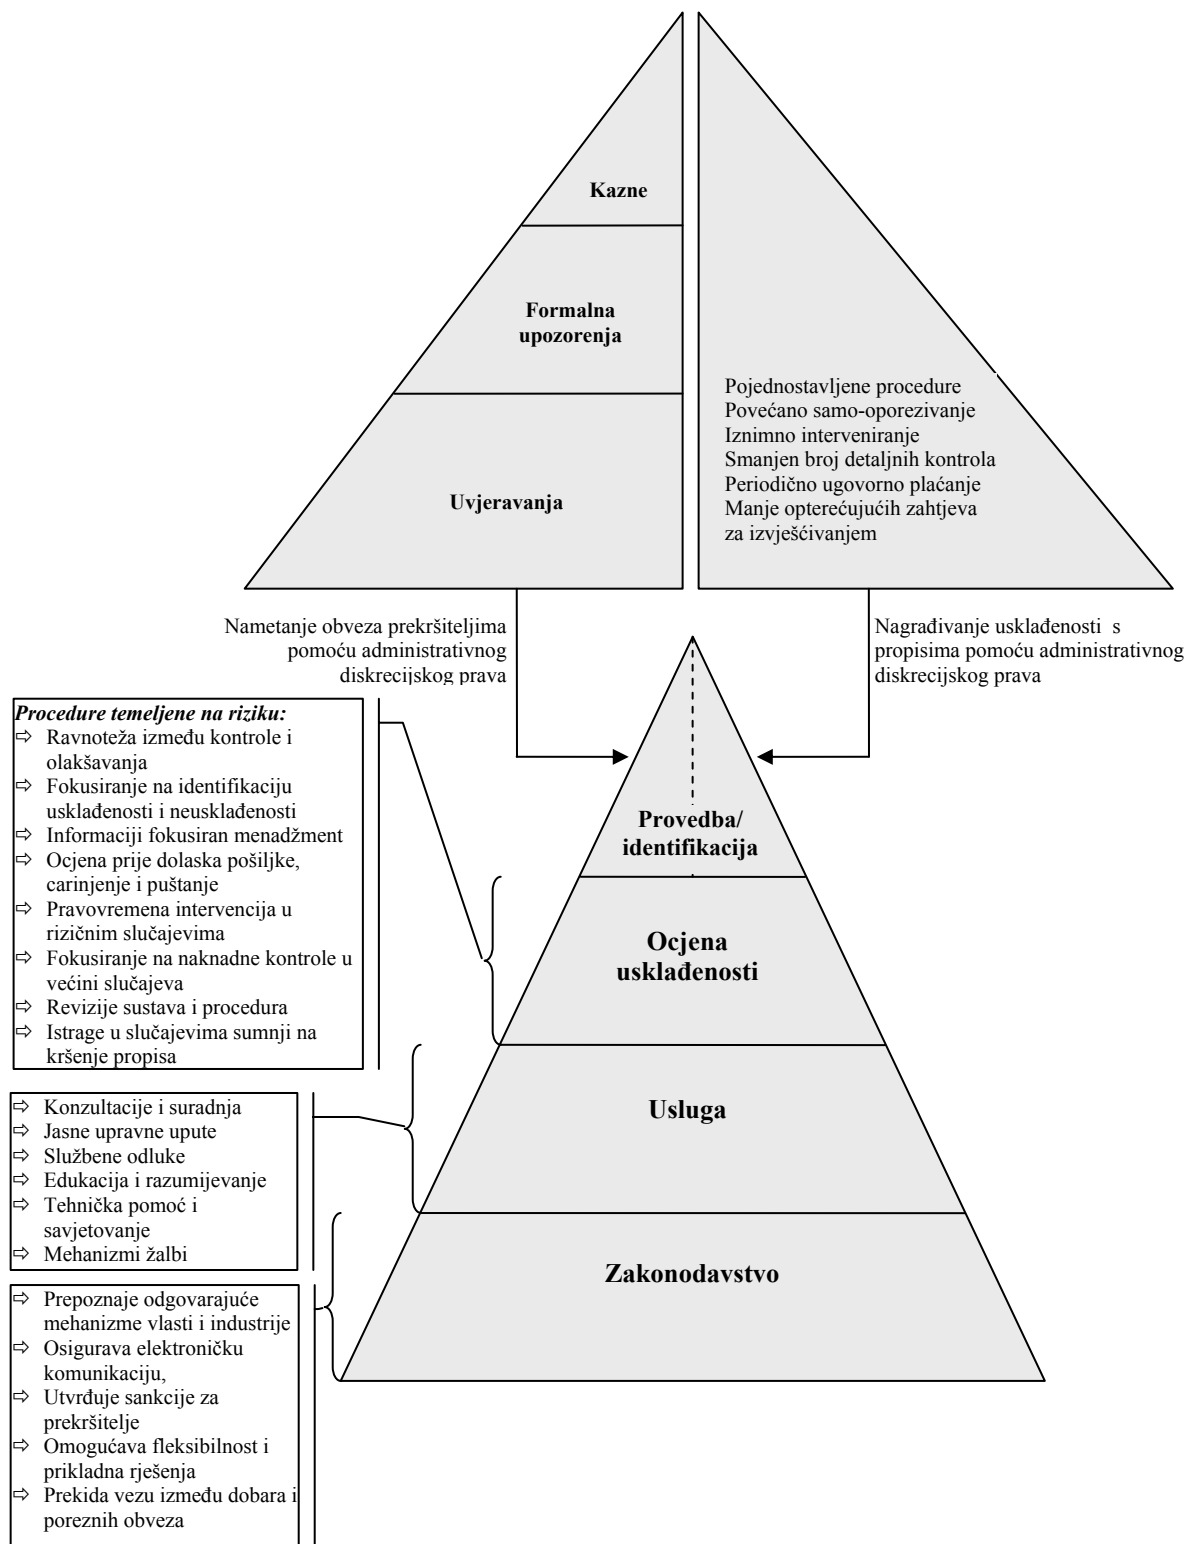 Kazne
Formalna
upozorenja
Uvjeravanja
Pojednostavljene procedure
Povećano samo-oporezivanje
Iznimno interveniranje
Smanjen broj detaljnih kontrola
Periodično ugovorno plaćanje
Manje opterećujućih zahtjeva
za izvješćivanjem
Nametanje obveza prekršiteljima
pomoću administrativnog
diskrecijskog prava
Nagrađivanje usklađenosti s
propisima pomoću administrativnog
diskrecijskog prava
Procedure temeljene na riziku:
⇨ Ravnoteža između kontrole i
olakšavanja
⇨ Fokusiranje na identifikaciju
usklađenosti i neusklađenosti
⇨ Informaciji fokusiran menadžment
⇨ Ocjena prije dolaska pošiljke,
carinjenje i puštanje
⇨ Pravovremena intervencija u
rizičnim slučajevima
⇨ Fokusiranje na naknadne kontrole u
većini slučajeva
⇨ Revizije sustava i procedura
⇨ Istrage u slučajevima sumnji na
kršenje propisa
Provedba/
identifikacija
Ocjena
usklađenosti
⇨ Konzultacije i suradnja
⇨ Jasne upravne upute
⇨ Službene odluke
⇨ Edukacija i razumijevanje
⇨ Tehnička pomoć i
savjetovanje
⇨ Mehanizmi žalbi
Usluga
⇨ Prepoznaje odgovarajuće
mehanizme vlasti i industrije
⇨ Osigurava elektroničku
komunikaciju,
⇨ Utvrđuje sankcije za
prekršitelje
⇨ Omogućava fleksibilnost i
prikladna rješenja
⇨ Prekida vezu između dobara i
poreznih obveza
Zakonodavstvo